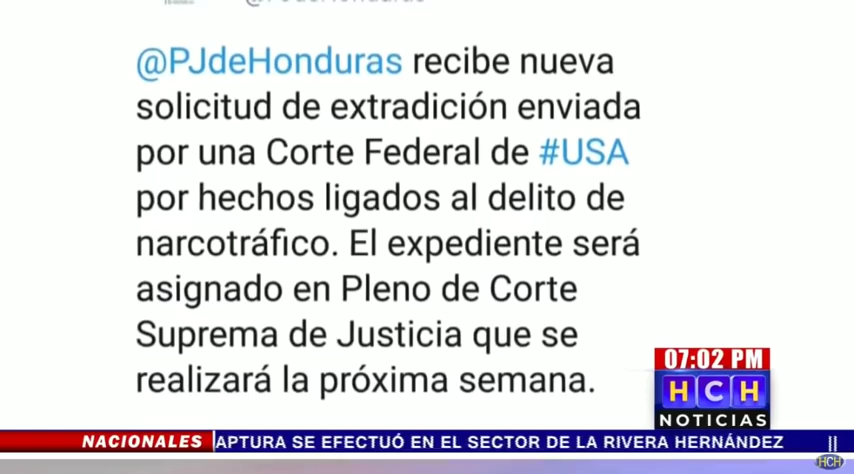 @PJdeHonduras recibe nueva
solicitud de extradición enviada
por una Corte Federal de #USA
por hechos ligados al delito de
narcotráfico. El expediente será
asignado en Pleno de Corte
Suprema de Justicia que se
realizará la próxima semana.
07:02 PM
HCH
NOTICIAS
NACIONALES APTURA SE EFECTUÓ EN EL SECTOR DE LA RIVERA HERNÁNDEZ ||
HCH